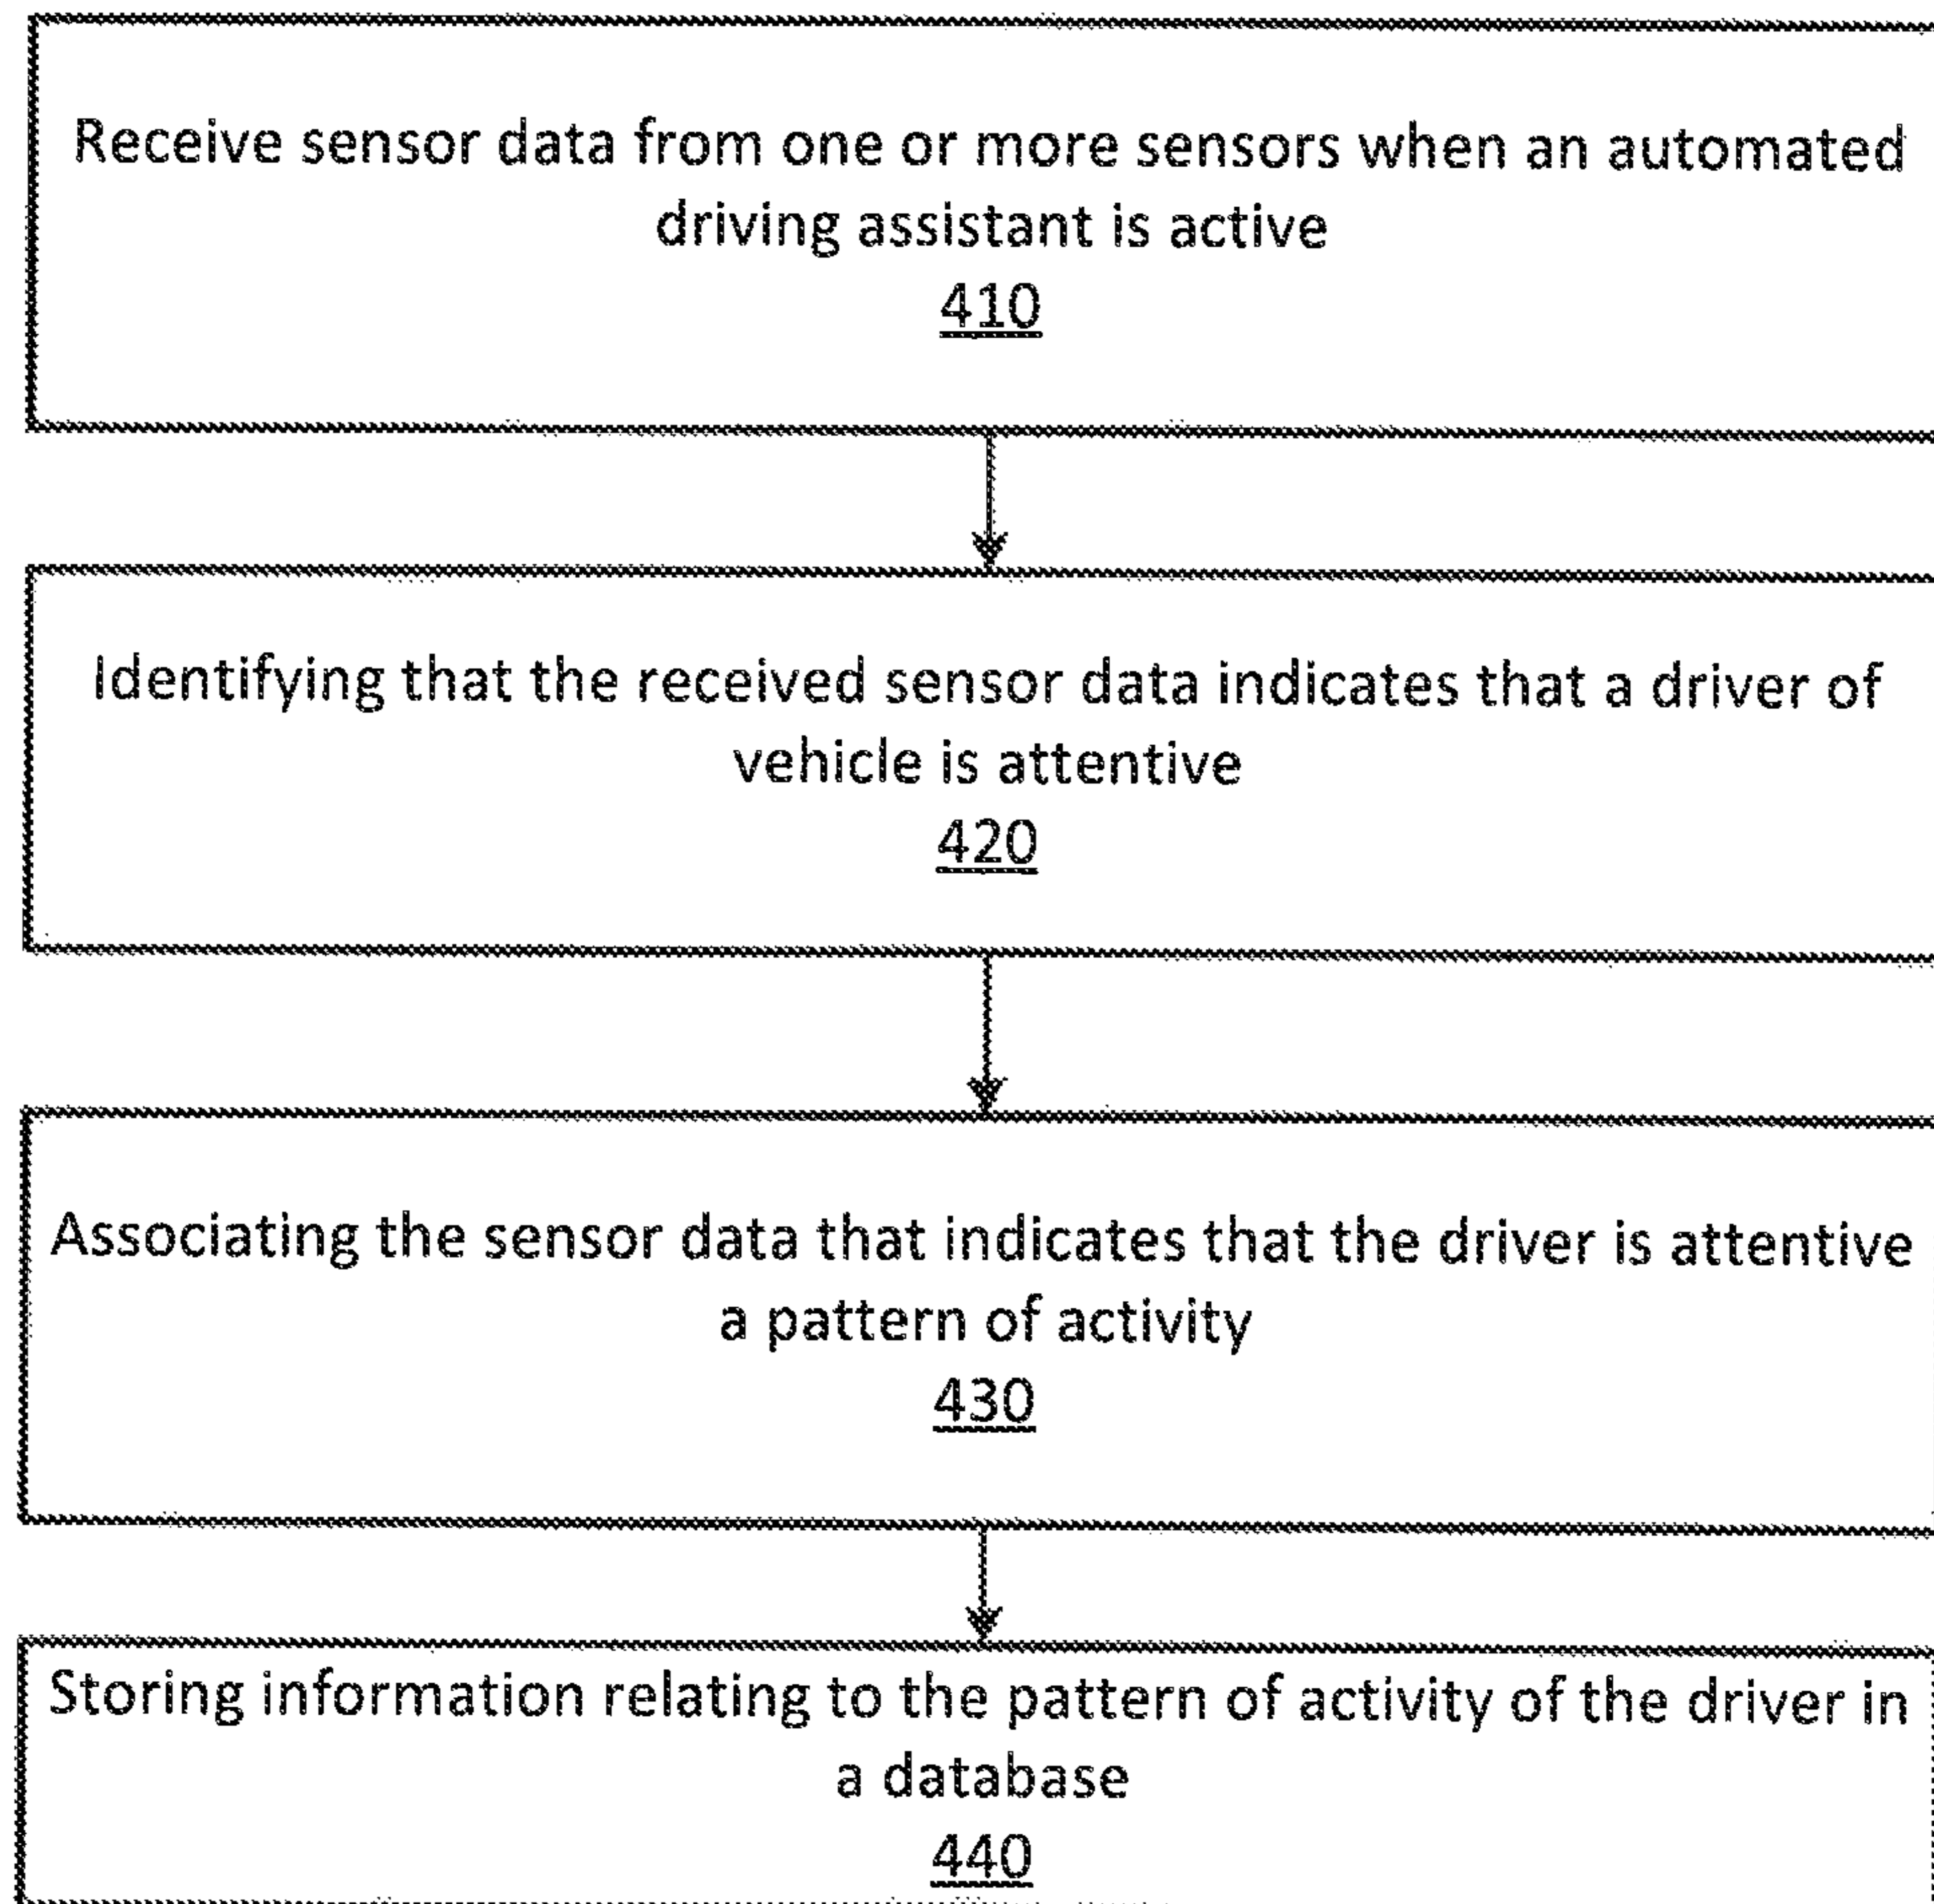 Receive sensor data from one or more sensors when an automated
driving assistant is active
410
Identifying that the received sensor data indicates that a driver of
vehicle is attentive
420
Associating the sensor data that indicates that the driver is attentive
a pattern of activity
430
Storing information relating to the pattern of activity of the driver in
a database
440